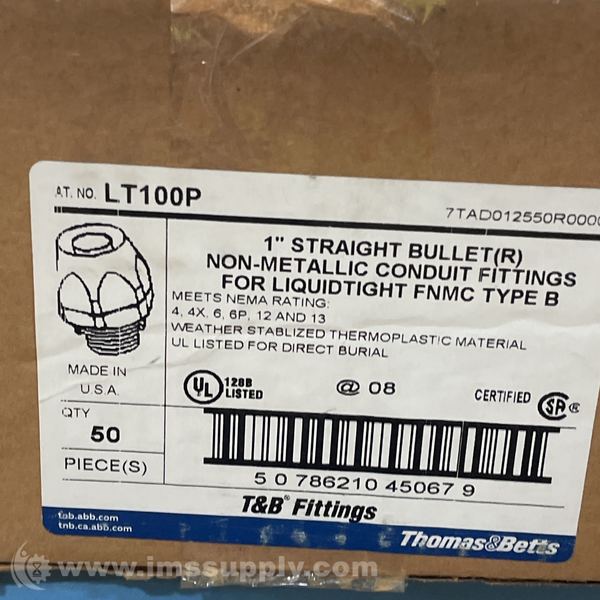 AT. NO. LT100P
7TAD012550R0000
1" STRAIGHT BULLET(R)
NON-METALLIC CONDUIT FITTINGS
FOR LIQUIDTIGHT FNMC TYPE B
MEETS NEMA RATING:
4, 4X, 6, 6P, 12 AND 13
WEATHER STABLIZED THERMOPLASTIC MATERIAL
UL LISTED FOR DIRECT BURIAL
MADE IN
U.S.A.
UL 128B
LISTED
@ 08
CERTIFIED SA ®
QTY
50
PIECE(S)
5 0 786210 45067 9
T&B® Fittings
tnb.abb.com
tnb.ca.abb.com
Thomas&Betts
www.imssupply.com